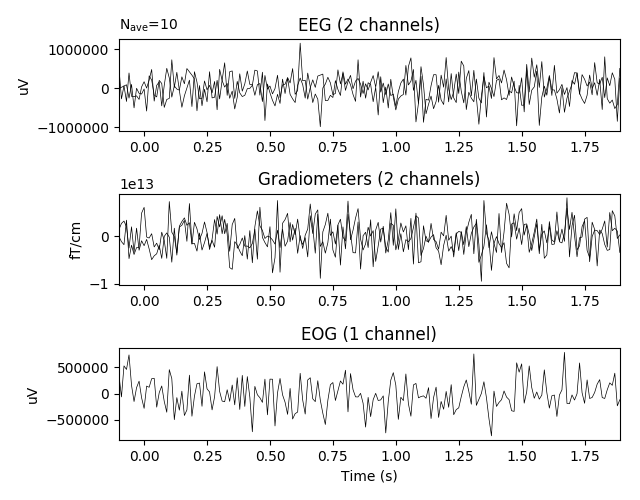 N_ave=10
EEG (2 channels)
uV
1000000
0
−1000000
0.00 0.25 0.50 0.75 1.00 1.25 1.50 1.75
1e13
Gradiometers (2 channels)
fT/cm
0
−1
0.00 0.25 0.50 0.75 1.00 1.25 1.50 1.75
EOG (1 channel)
uV
500000
0
−500000
0.00 0.25 0.50 0.75 1.00 1.25 1.50 1.75
Time (s)